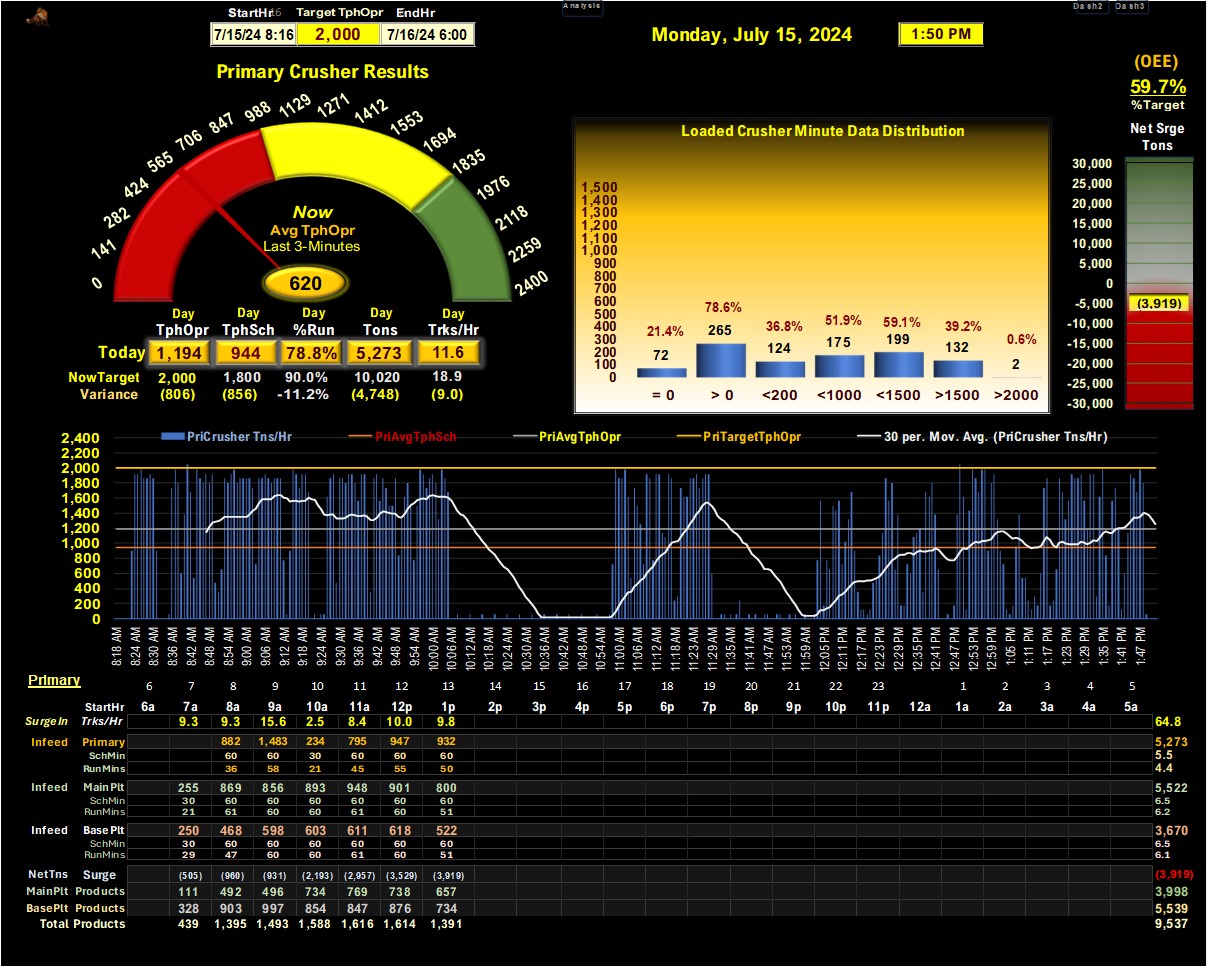 Analysis
Dash2 Dash3
StartHr Target TphOpr EndHr
7/15/24 8:16 2,000 7/16/24 6:00
Monday, July 15, 2024
1:50 PM
Primary Crusher Results
(OEE)
59.7%
%Target
Net Srge
Tons
0 141 282 424 565 706 847 988 1129 1271 1412 1553 1694 1835 1976 2118 2259 2400
Now
Avg TphOpr
Last 3-Minutes
620
Day Day Day Day Day
TphOpr TphSch %Run Tons Trks/Hr
Today 1,194 944 78.8% 5,273 11.6
NowTarget 2,000 1,800 90.0% 10,020 18.9
Variance (806) (856) -11.2% (4,748) (9.0)
Loaded Crusher Minute Data Distribution
1,500
1,400
1,300
1,200
1,100
1,000
900
800
700
600
500
400
300
200
100
0
21.4% 78.6% 36.8% 51.9% 59.1% 39.2% 0.6%
72 265 124 175 199 132 2
= 0 > 0 <200 <1000 <1500 >1500 >2000
30,000
25,000
20,000
15,000
10,000
5,000
0
-5,000
-10,000
-15,000
-20,000
-25,000
-30,000
(3,919)
PriCrusher Tns/Hr PriAvgTphSch PriAvgTphOpr PriTargetTphOpr 30 per. Mov. Avg. (PriCrusher Tns/Hr)
2,400
2,200
2,000
1,800
1,600
1,400
1,200
1,000
800
600
400
200
0
8:18 AM 8:24 AM 8:30 AM 8:36 AM 8:42 AM 8:48 AM 8:54 AM 9:00 AM 9:06 AM 9:12 AM 9:18 AM 9:24 AM 9:30 AM 9:36 AM 9:42 AM 9:48 AM 9:54 AM 10:00 AM 10:06 AM 10:12 AM 10:18 AM 10:24 AM 10:30 AM 10:36 AM 10:42 AM 10:48 AM 10:54 AM 11:00 AM 11:06 AM 11:12 AM 11:18 AM 11:24 AM 11:29 AM 11:35 AM 11:41 AM 11:47 AM 11:53 AM 11:59 AM 12:05 PM 12:11 PM 12:17 PM 12:23 PM 12:29 PM 12:35 PM 12:41 PM 12:47 PM 12:53 PM 12:59 PM 1:05 PM 1:11 PM 1:17 PM 1:23 PM 1:29 PM 1:35 PM 1:41 PM 1:47 PM
Primary
6 7 8 9 10 11 12 13 14 15 16 17 18 19 20 21 22 23 1 2 3 4 5
StartHr 6a 7a 8a 9a 10a 11a 12p 1p 2p 3p 4p 5p 6p 7p 8p 9p 10p 11p 12a 1a 2a 3a 4a 5a
SurgeIn Trks/Hr 9.3 9.3 15.6 2.5 8.4 10.0 9.8 64.8
Infeed Primary 882 1,483 234 795 947 932 5,273
SchMin 60 60 30 60 60 60 5.5
RunMins 36 58 21 45 55 50 4.4
Infeed MainPlt 255 869 856 893 948 901 800 5,522
SchMin 30 60 60 60 60 60 60 6.5
RunMins 21 61 60 60 61 60 51 6.2
Infeed BasePlt 250 468 598 603 611 618 522 3,670
SchMin 30 60 60 60 60 60 60 6.5
RunMins 29 47 60 60 61 60 51 6.1
NetTns Surge (505) (960) (931) (2,193) (2,957) (3,529) (3,919) (3,919)
MainPlt Products 111 492 496 734 769 738 657 3,998
BasePlt Products 328 903 997 854 847 876 734 5,539
Total Products 439 1,395 1,493 1,588 1,616 1,614 1,391 9,537